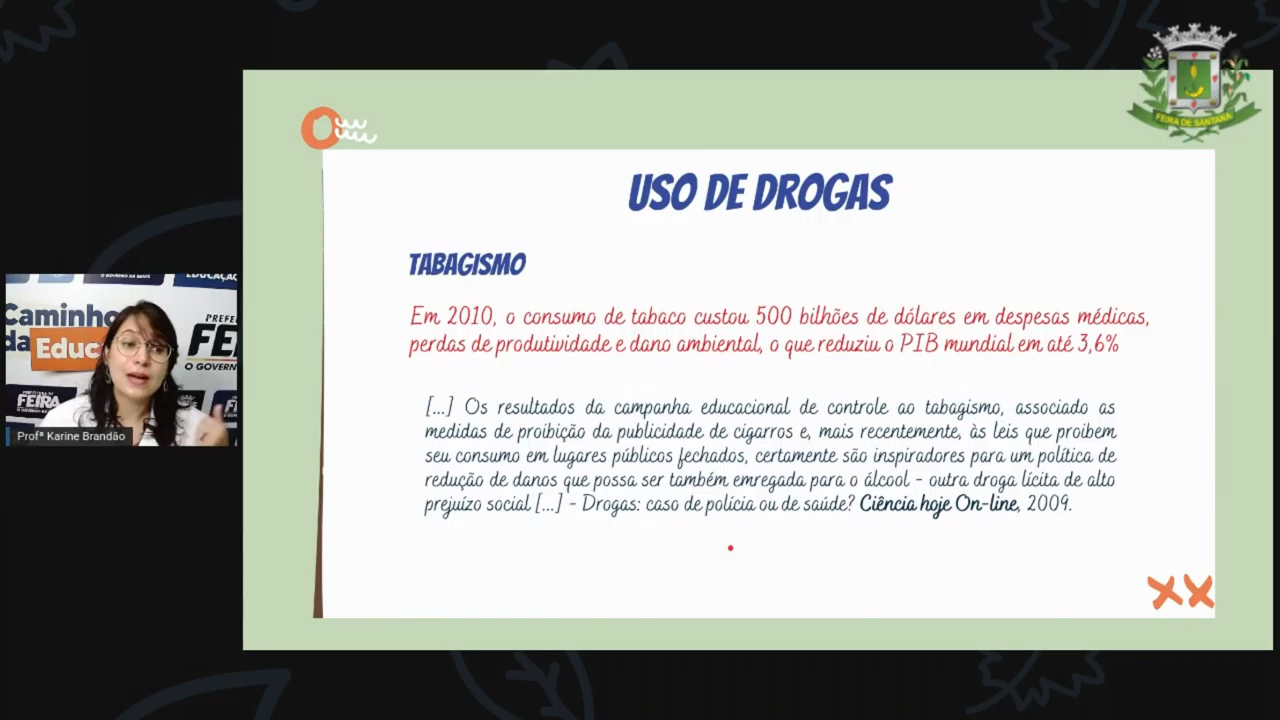 FEIRA DE SANTANA
USO DE DROGAS
TABAGISMO
Em 2010, o consumo de tabaco custou 500 bilhões de dólares em despesas médicas,
perdas de produtividade e dano ambiental, o que reduziu o PIB mundial em até 3,6%
[...] Os resultados da campanha educacional de controle ao tabagismo, associado as
medidas de proibição da publicidade de cigarros e, mais recentemente, às leis que proibem
seu consumo em lugares públicos fechados, certamente são inspiradores para um política de
redução de danos que possa ser também emregada para o álcool - outra droga lícita de alto
prejuízo social [...] - Drogas: caso de polícia ou de saúde? Ciência hoje On-line, 2009.
Caminho
da
Educ
PREFE
FEI
O GOVERN
FEIRA
Profª Karine Brandão